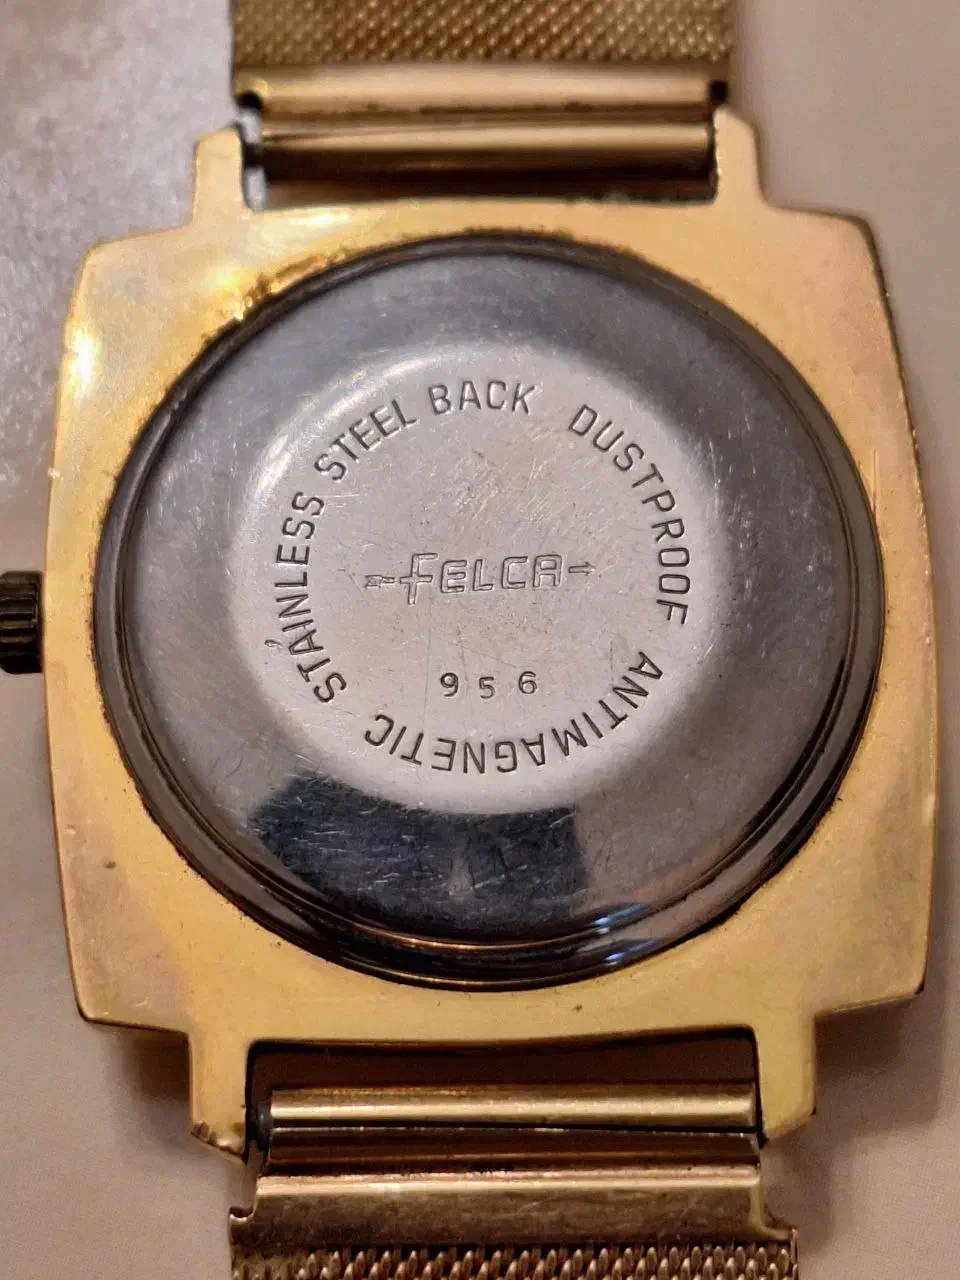 STAINLESS STEEL BACK DUSTPROOF ANTIMAGNETIC
FELCA
956